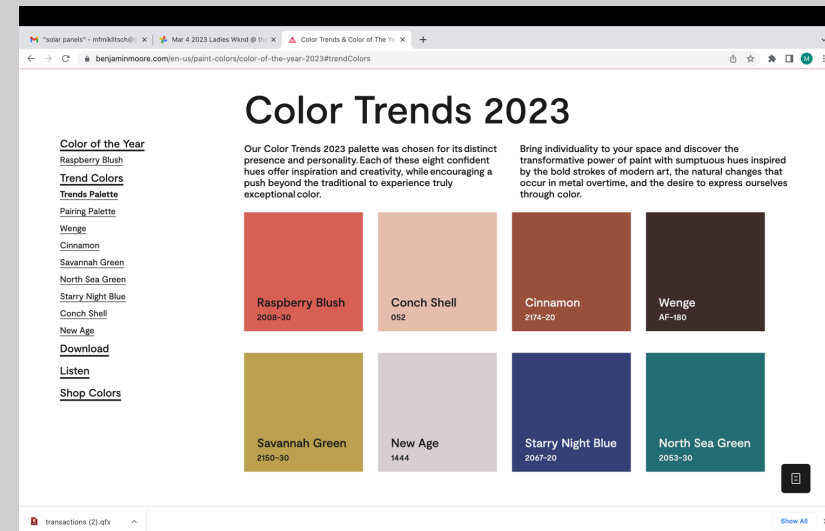 "solar panels" - mfmiklitsch@g
Mar 4 2023 Ladies Wknd @ th
Color Trends & Color of The Ye
benjaminmoore.com/en-us/paint-colors/color-of-the-year-2023#trendColors
M
Color Trends 2023
Color of the Year
Raspberry Blush
Trend Colors
Trends Palette
Pairing Palette
Wenge
Cinnamon
Savannah Green
North Sea Green
Starry Night Blue
Conch Shell
New Age
Download
Listen
Shop Colors
Our Color Trends 2023 palette was chosen for its distinct
presence and personality. Each of these eight confident
hues offer inspiration and creativity, while encouraging a
push beyond the traditional to experience truly
exceptional color.
Bring individuality to your space and discover the
transformative power of paint with sumptuous hues inspired
by the bold strokes of modern art, the natural changes that
occur in metal overtime, and the desire to express ourselves
through color.
Raspberry Blush
2008-30
Conch Shell
052
Cinnamon
2174-20
Wenge
AF-180
Savannah Green
2150-30
New Age
1444
Starry Night Blue
2067-20
North Sea Green
2053-30
transactions (2).qfx
Show All